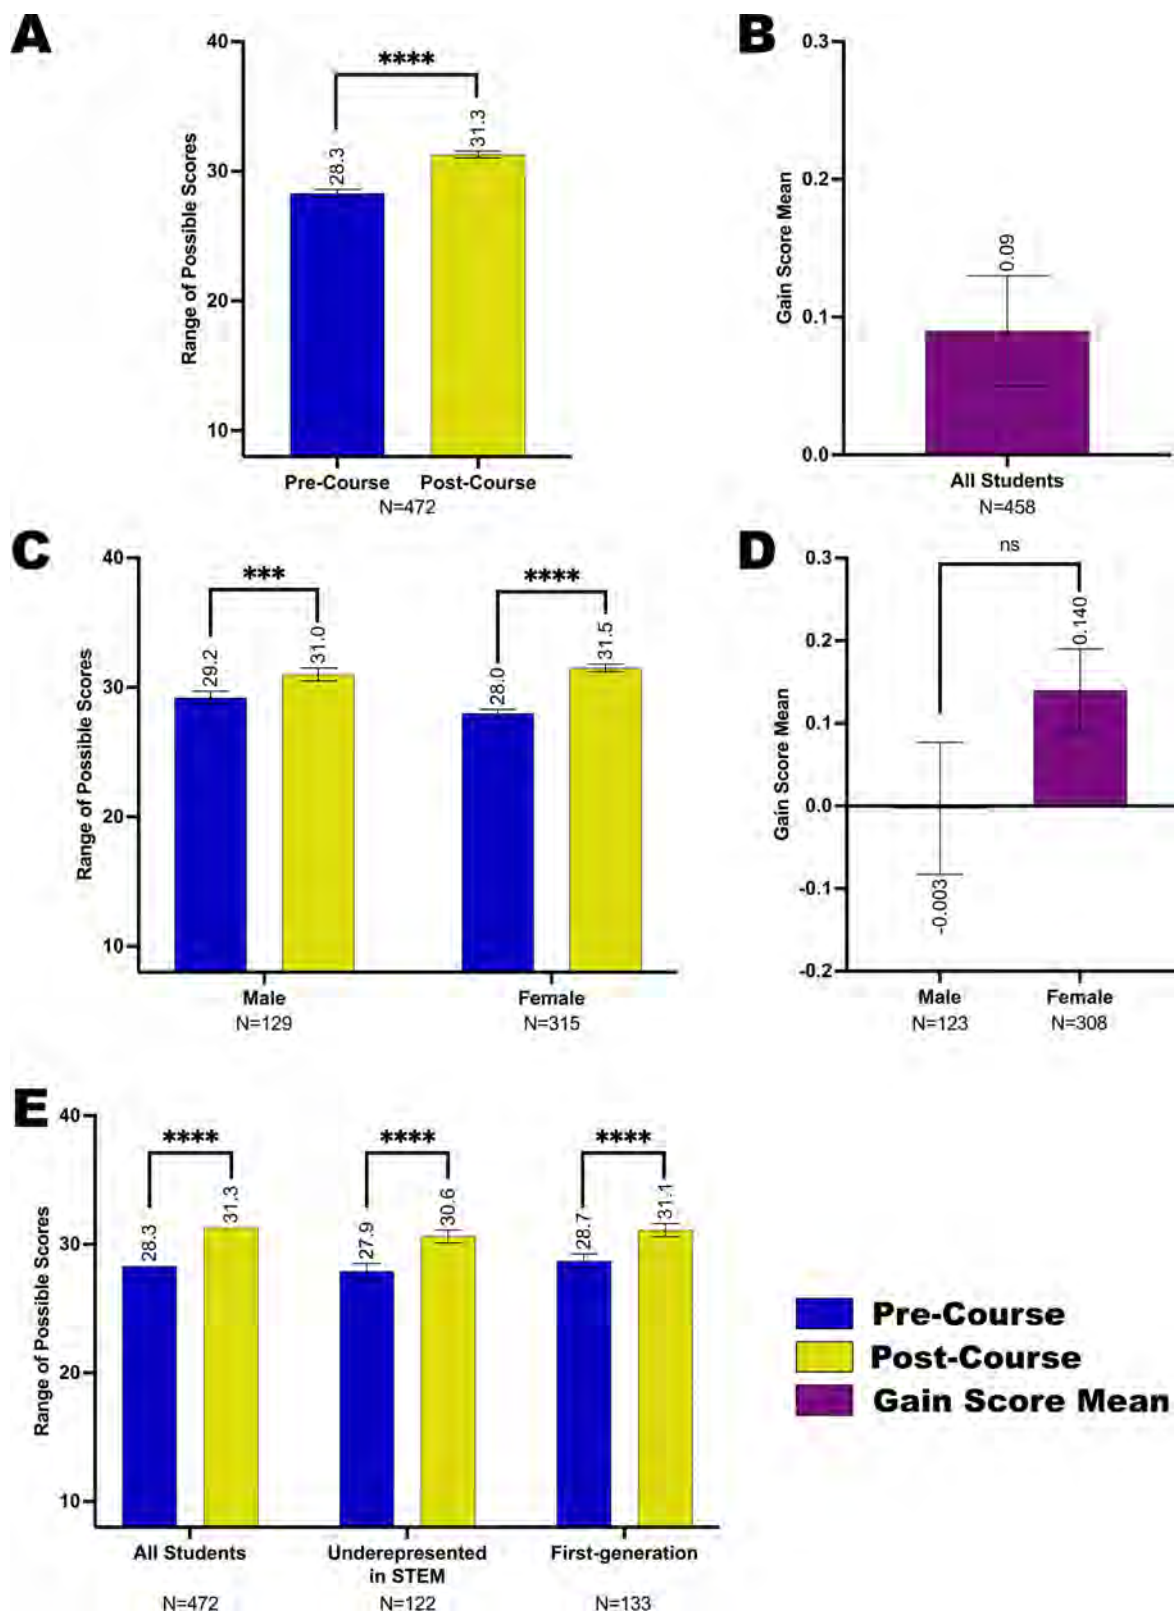 A
Range of Possible Scores
40
30
20
10
****
28.3
31.3
Pre-Course
Post-Course
N=472
B
Gain Score Mean
0.3
0.2
0.1
0.0
0.09
All Students
N=458
C
Range of Possible Scores
40
30
20
10
***
29.2
31.0
****
28.0
31.5
Male
N=129
Female
N=315
D
Gain Score Mean
0.3
0.2
0.1
0.0
-0.1
-0.2
ns
-0.003
0.140
Male
N=123
Female
N=308
E
Range of Possible Scores
40
30
20
10
****
28.3
31.3
****
27.9
30.6
****
28.7
31.1
All Students
N=472
Underepresented
in STEM
N=122
First-generation
N=133
Pre-Course
Post-Course
Gain Score Mean